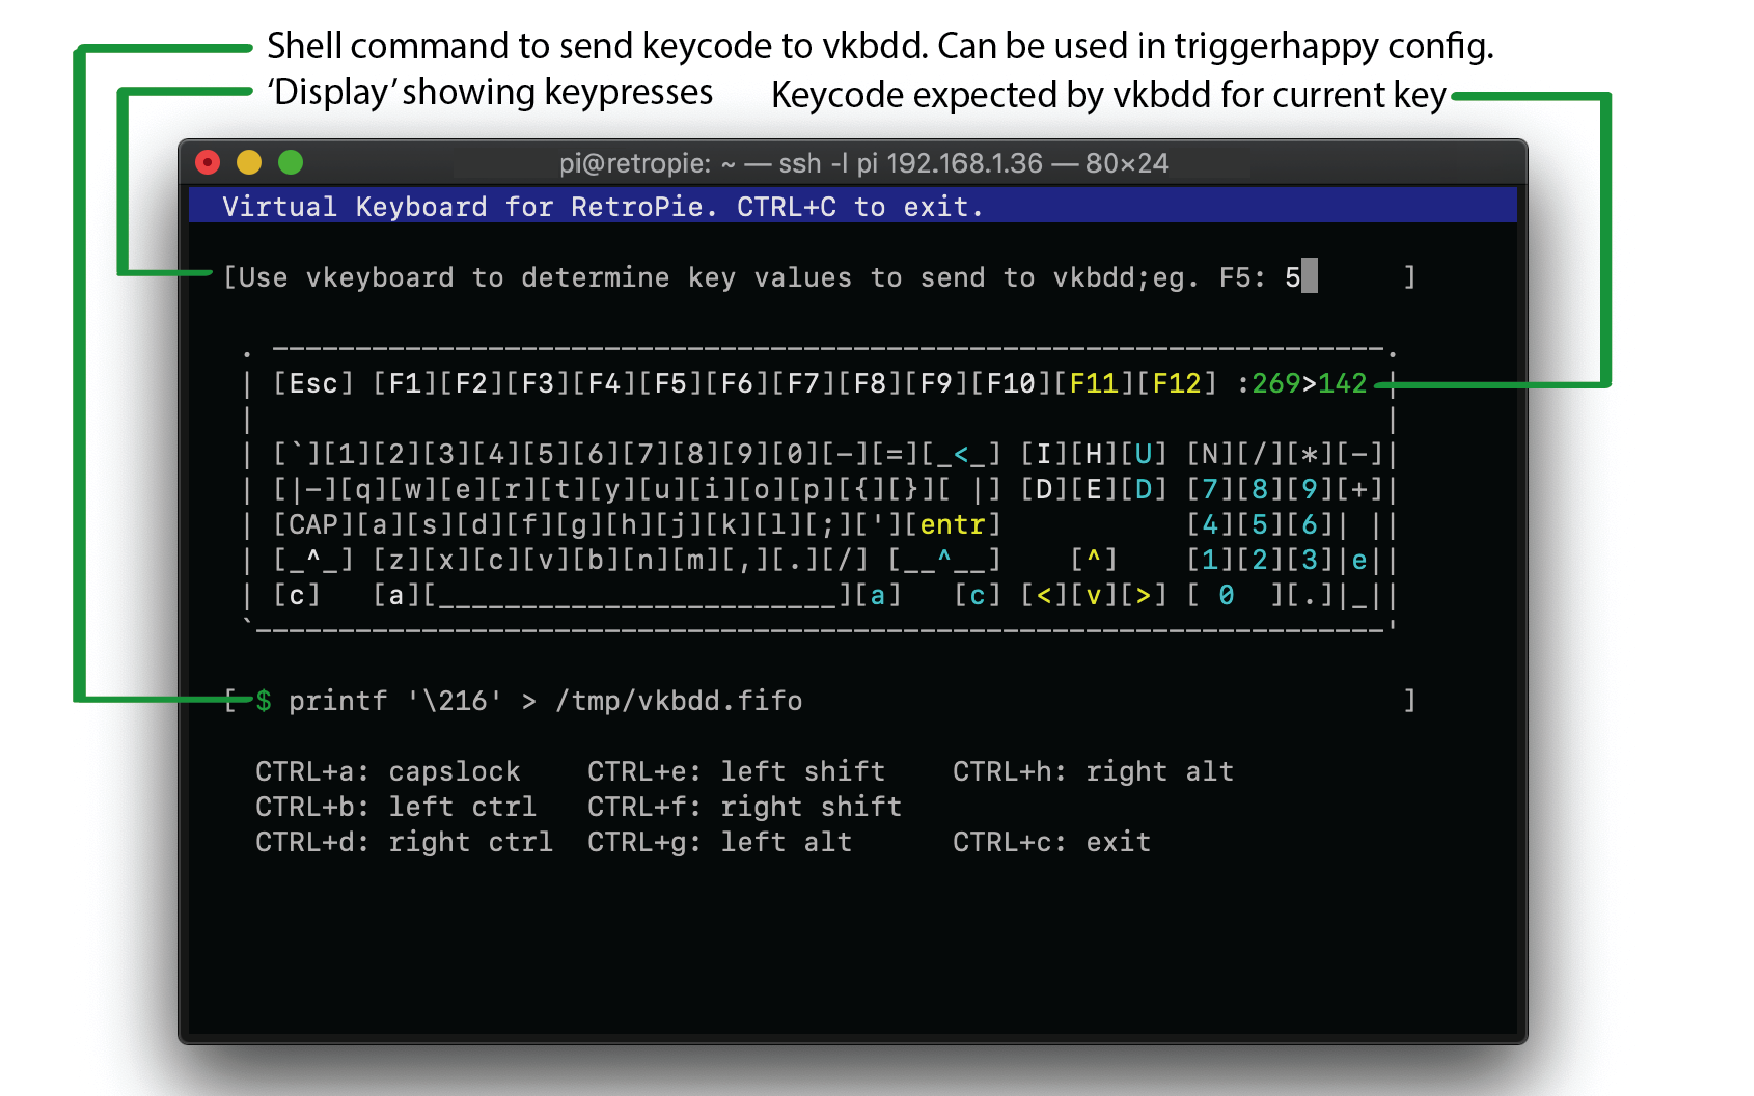 Shell command to send keycode to vkbdd. Can be used in triggerhappy config.
‘Display’ showing keypresses
Keycode expected by vkbdd for current key
pi@retropie: ~ — ssh -l pi 192.168.1.36 — 80×24
Virtual Keyboard for RetroPie. CTRL+C to exit.
[Use vkeyboard to determine key values to send to vkbdd;eg. F5: 5 ]
. ___________________________________________________________________.
| [Esc] [F1][F2][F3][F4][F5][F6][F7][F8][F9][F10][F11][F12] :269>142 |
| |
| [`][1][2][3][4][5][6][7][8][9][0][-][=][_<_] [I][H][U] [N][/][*][-]|
| [|-][q][w][e][r][t][y][u][i][o][p][{][}][ |] [D][E][D] [7][8][9][+]|
| [CAP][a][s][d][f][g][h][j][k][l][;]['][entr] [4][5][6]| ||
| [_^_] [z][x][c][v][b][n][m][,][.][/] [__^__] [^] [1][2][3]|e||
| [c] [a][________________________][a] [c] [<][v][>] [ 0 ][.]|_||
`--------------------------------------------------------------------'
[ $ printf '\216' > /tmp/vkbdd.fifo ]
CTRL+a: capslock CTRL+e: left shift CTRL+h: right alt
CTRL+b: left ctrl CTRL+f: right shift
CTRL+d: right ctrl CTRL+g: left alt CTRL+c: exit